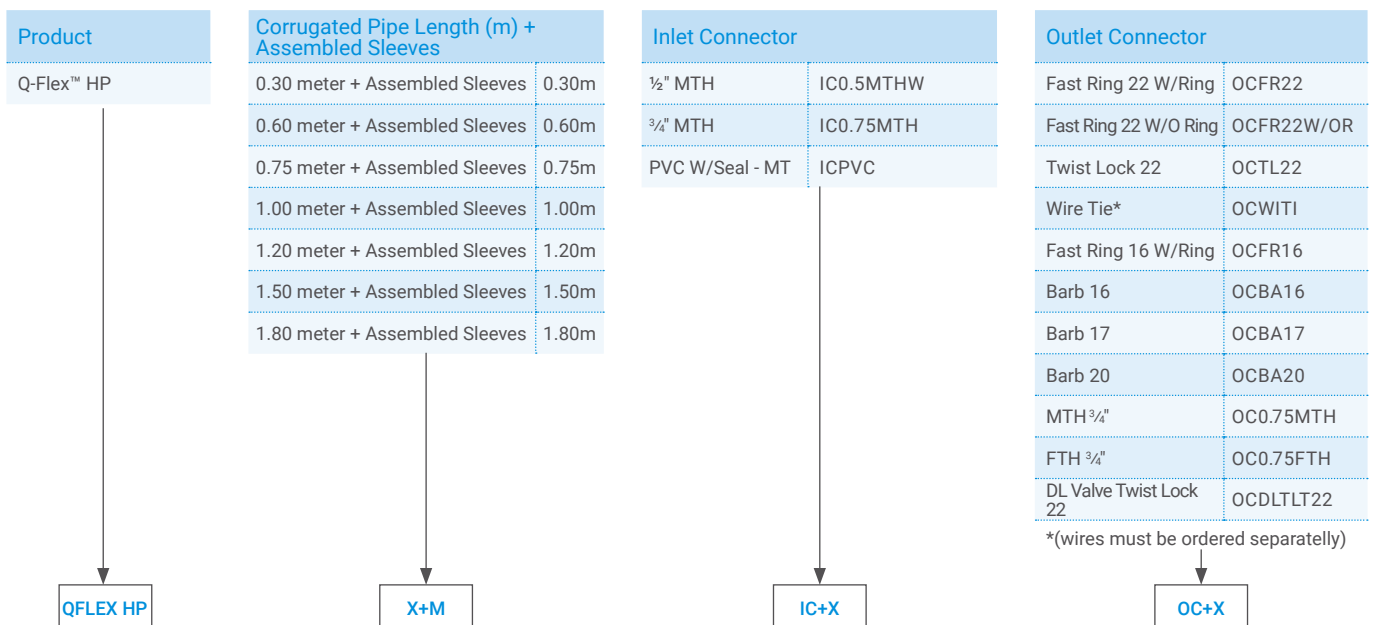 Product
Q-Flex™ HP
QFLEX HP
Corrugated Pipe Length (m) +
Assembled Sleeves
0.30 meter + Assembled Sleeves 0.30m
0.60 meter + Assembled Sleeves 0.60m
0.75 meter + Assembled Sleeves 0.75m
1.00 meter + Assembled Sleeves 1.00m
1.20 meter + Assembled Sleeves 1.20m
1.50 meter + Assembled Sleeves 1.50m
1.80 meter + Assembled Sleeves 1.80m
X+M
Inlet Connector
½" MTH IC0.5MTHW
¾" MTH IC0.75MTH
PVC W/Seal - MT ICPVC
IC+X
Outlet Connector
Fast Ring 22 W/Ring OCFR22
Fast Ring 22 W/O Ring OCFR22W/OR
Twist Lock 22 OCTL22
Wire Tie* OCWITI
Fast Ring 16 W/Ring OCFR16
Barb 16 OCBA16
Barb 17 OCBA17
Barb 20 OCBA20
MTH ¾" OC0.75MTH
FTH ¾" OC0.75FTH
DL Valve Twist Lock
22 OCDLTLT22
*(wires must be ordered separatelly)
OC+X